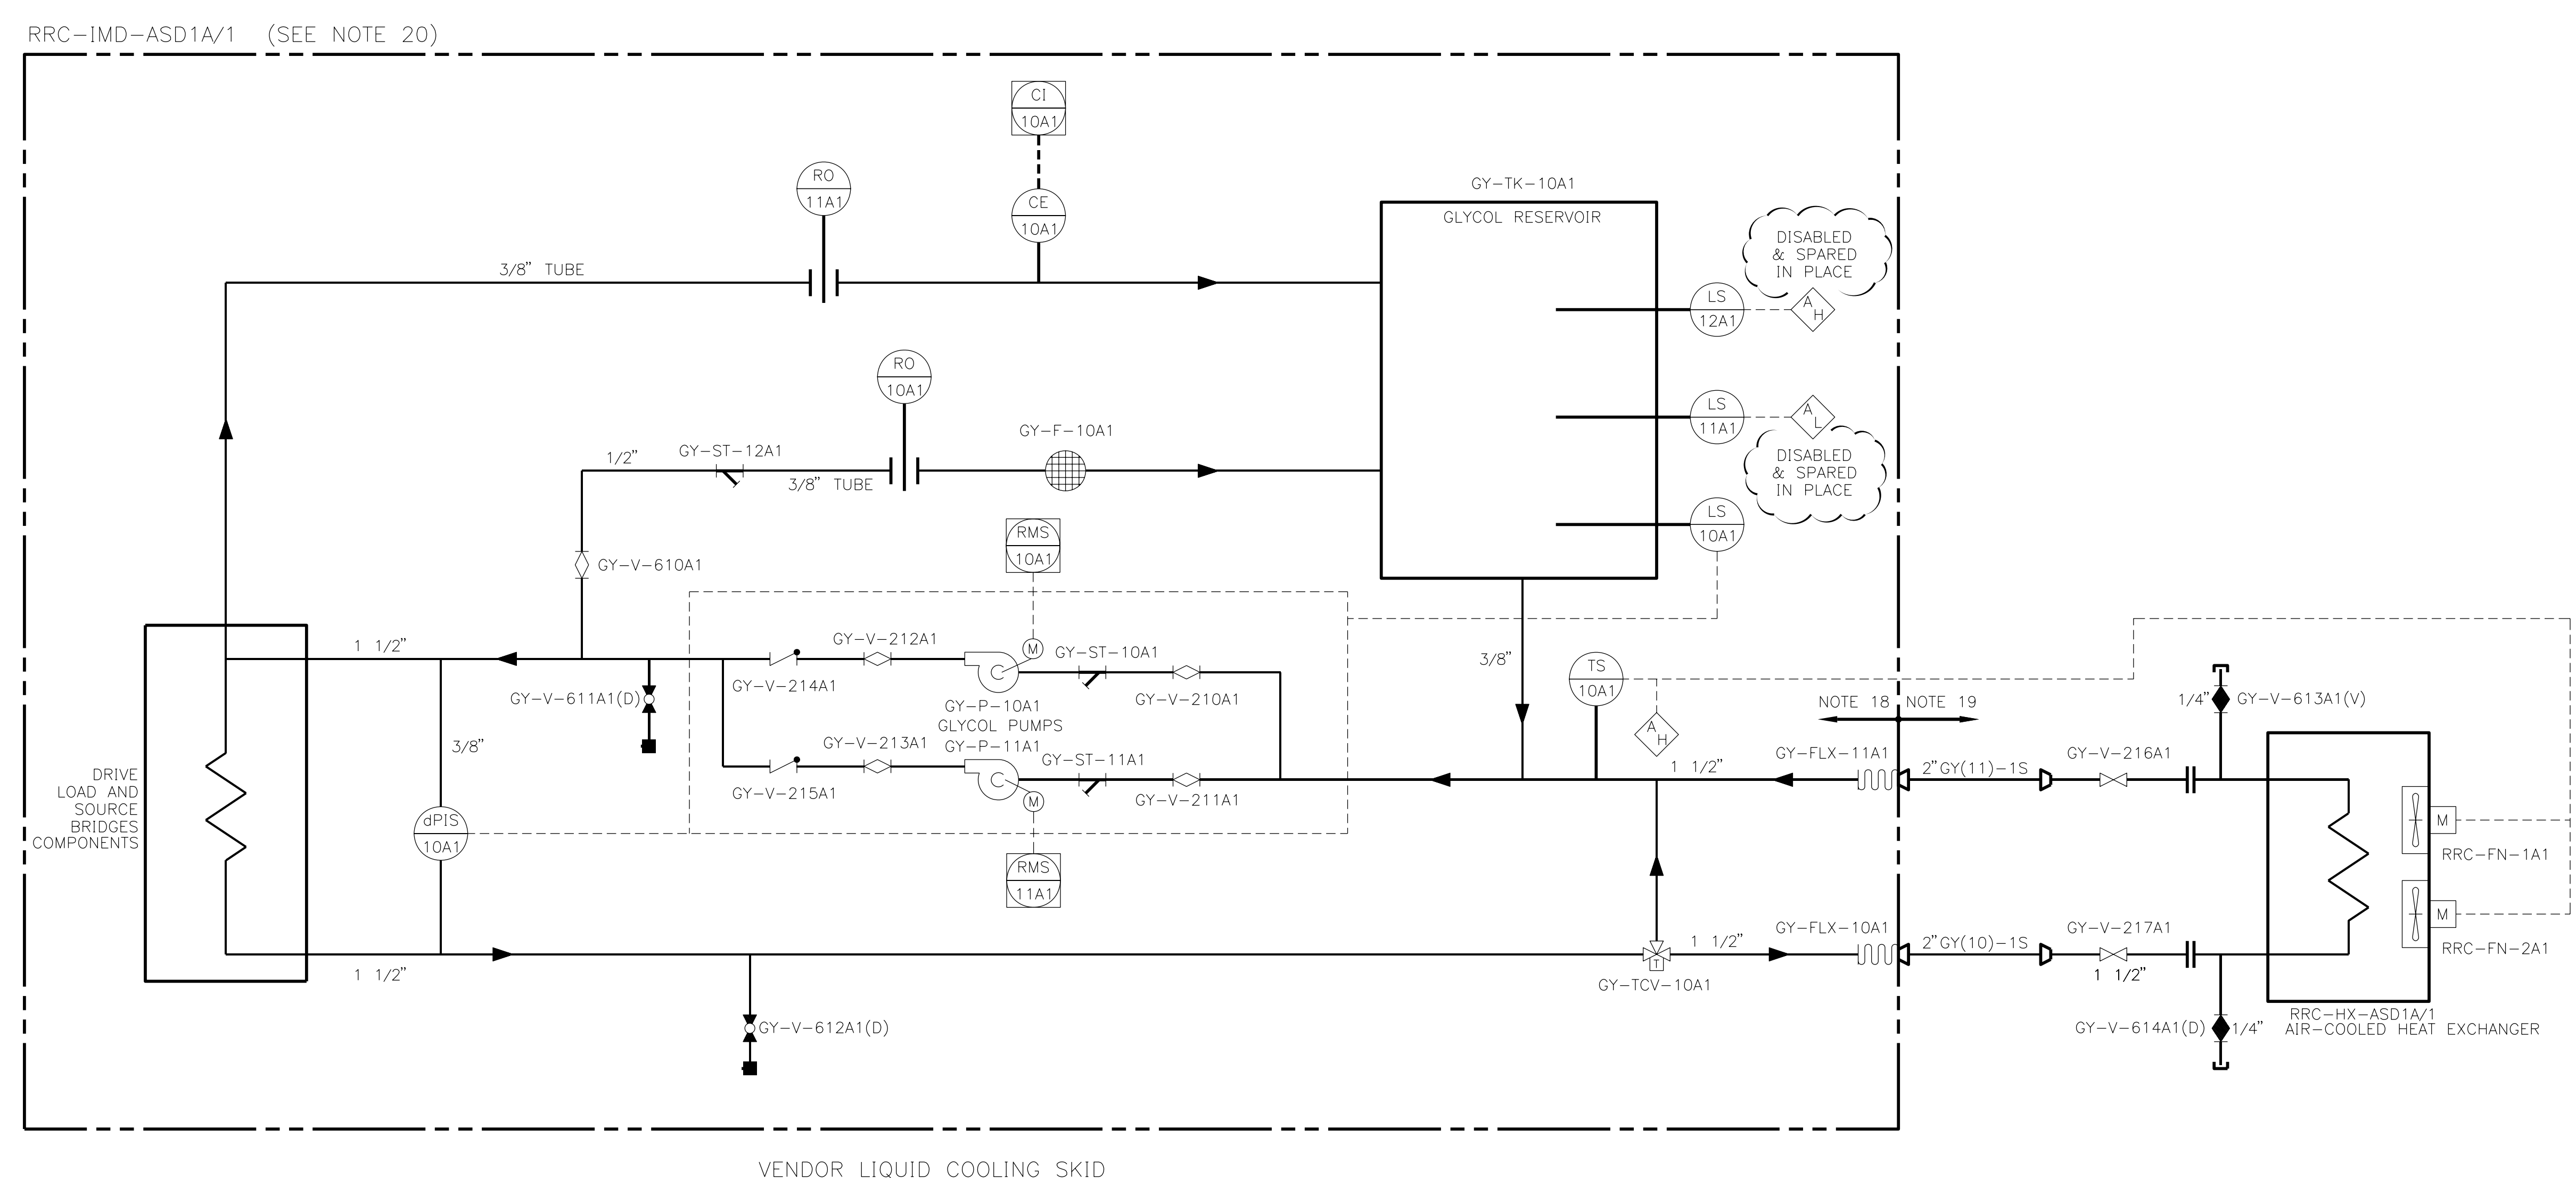 RRC-IMD-ASD1A/1 (SEE NOTE 20)
CI
10A1
RO
11A1
CE
10A1
3/8" TUBE
GY-TK-10A1
GLYCOL RESERVOIR
DISABLED
& SPARED
IN PLACE
LS
12A1
A
H
RO
10A1
LS
11A1
A
L
DISABLED
& SPARED
IN PLACE
1/2"
GY-ST-12A1
3/8" TUBE
GY-F-10A1
LS
10A1
RMS
10A1
GY-V-610A1
1 1/2"
GY-V-611A1(D)
GY-V-212A1
GY-V-214A1
M
C
GY-ST-10A1
GY-V-210A1
GY-P-10A1
GLYCOL PUMPS
GY-P-11A1
GY-V-213A1
GY-V-215A1
C
M
GY-ST-11A1
GY-V-211A1
RMS
11A1
3/8"
TS
10A1
A
H
NOTE 18
NOTE 19
1/4"
GY-V-613A1(V)
DRIVE
LOAD AND
SOURCE
BRIDGES
COMPONENTS
3/8"
dPIS
10A1
1 1/2"
GY-FLX-11A1
2"GY(11)-1S
GY-V-216A1
M
RRC-FN-1A1
M
RRC-FN-2A1
1 1/2"
GY-V-612A1(D)
T
GY-TCV-10A1
1 1/2"
GY-FLX-10A1
2"GY(10)-1S
GY-V-217A1
1 1/2"
GY-V-614A1(D)
1/4"
RRC-HX-ASD1A/1
AIR-COOLED HEAT EXCHANGER
VENDOR LIQUID COOLING SKID